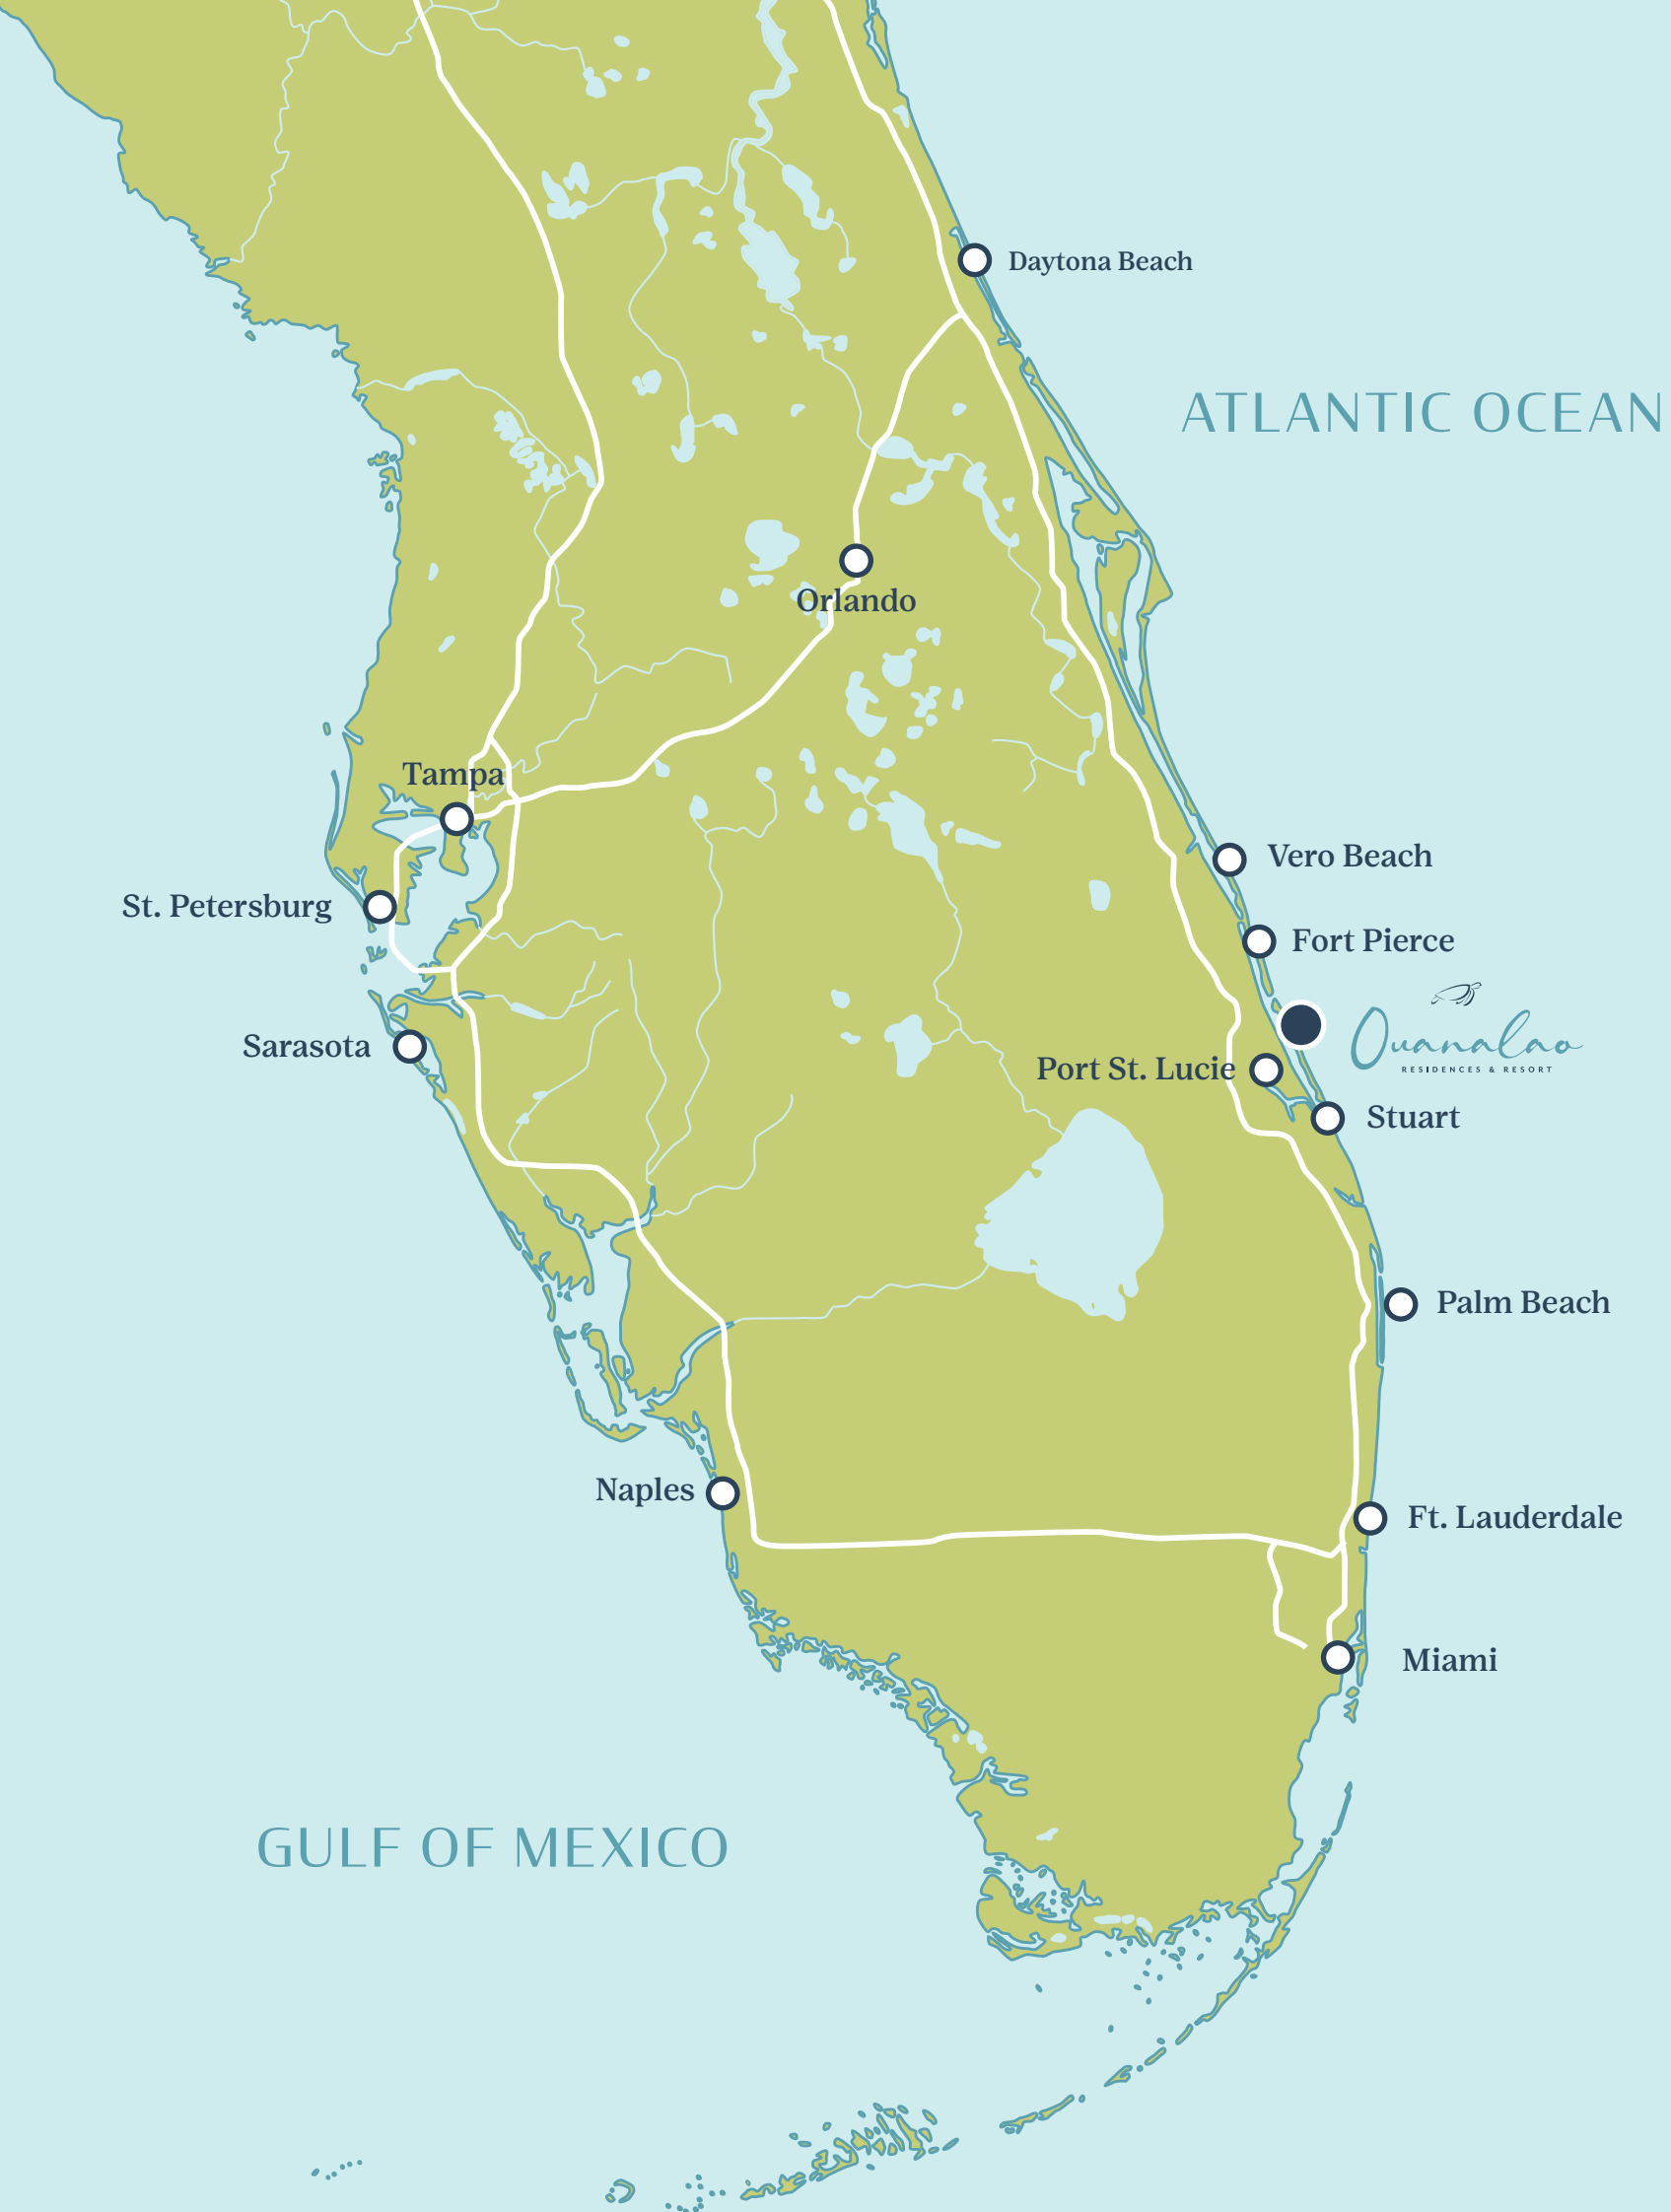 Daytona Beach
ATLANTIC OCEAN
Orlando
Tampa
Vero Beach
St. Petersburg
Fort Pierce
Ouanalao
RESIDENCES & RESORT
Sarasota
Port St. Lucie
Stuart
Palm Beach
Naples
Ft. Lauderdale
Miami
GULF OF MEXICO